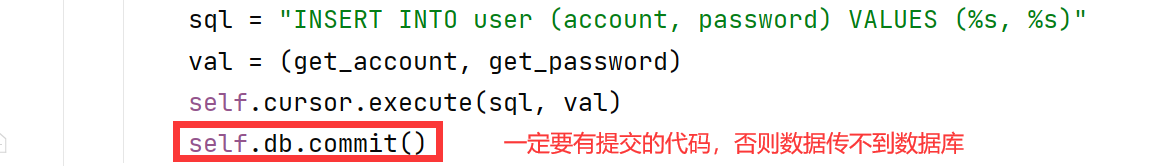 sql = "INSERT INTO user (account, password) VALUES (%s, %s)"
val = (get_account, get_password)
self.cursor.execute(sql, val)
self.db.commit() 一定要有提交的代码，否则数据传不到数据库